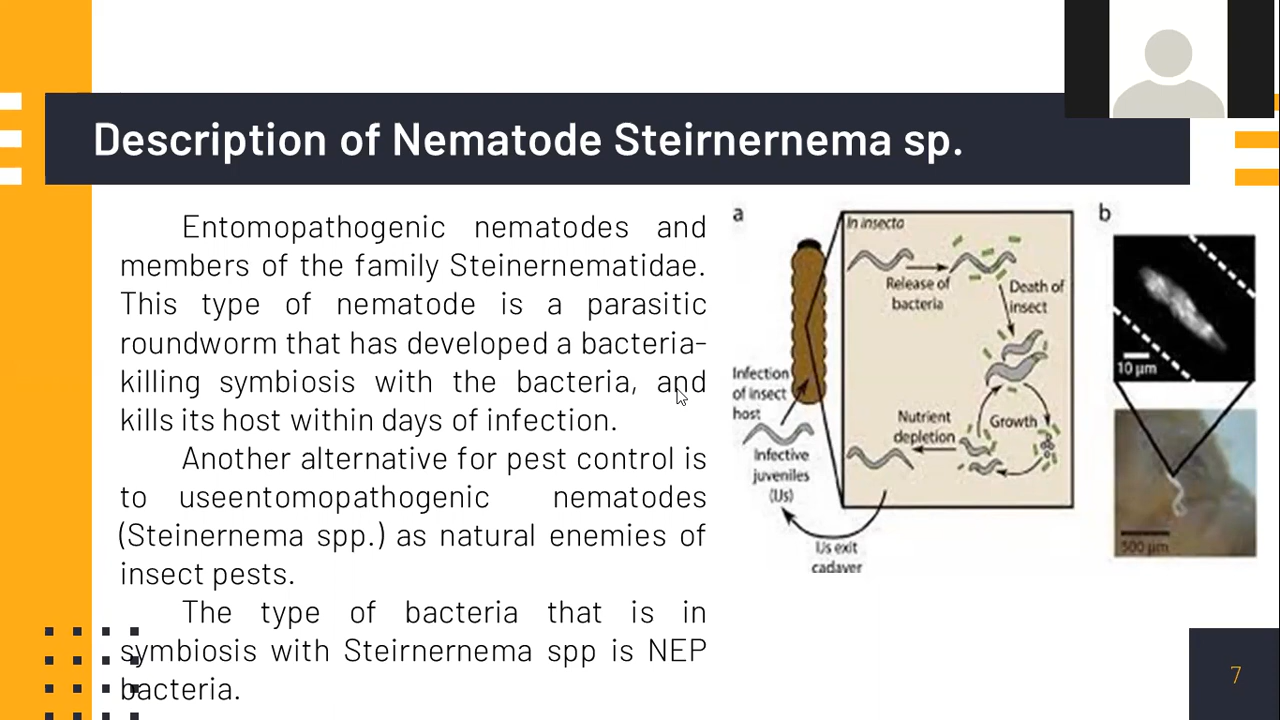 Description of Nematode Steirnernema sp.
Entomopathogenic nematodes and
members of the family Steinernematidae.
This type of nematode is a parasitic
roundworm that has developed a bacteria-
killing symbiosis with the bacteria, and
kills its host within days of infection.
Another alternative for pest control is
to useentomopathogenic nematodes
(Steinernema spp.) as natural enemies of
insect pests.
The type of bacteria that is in
symbiosis with Steirnernema spp is NEP
bacteria.
a
In insecta
Release of
bacteria
Death of
insect
Growth
Nutrient
depletion
Infection
of insect
host
Infective
juveniles
(IJs)
IJs exit
cadaver
b
10 µm
500 µm
7